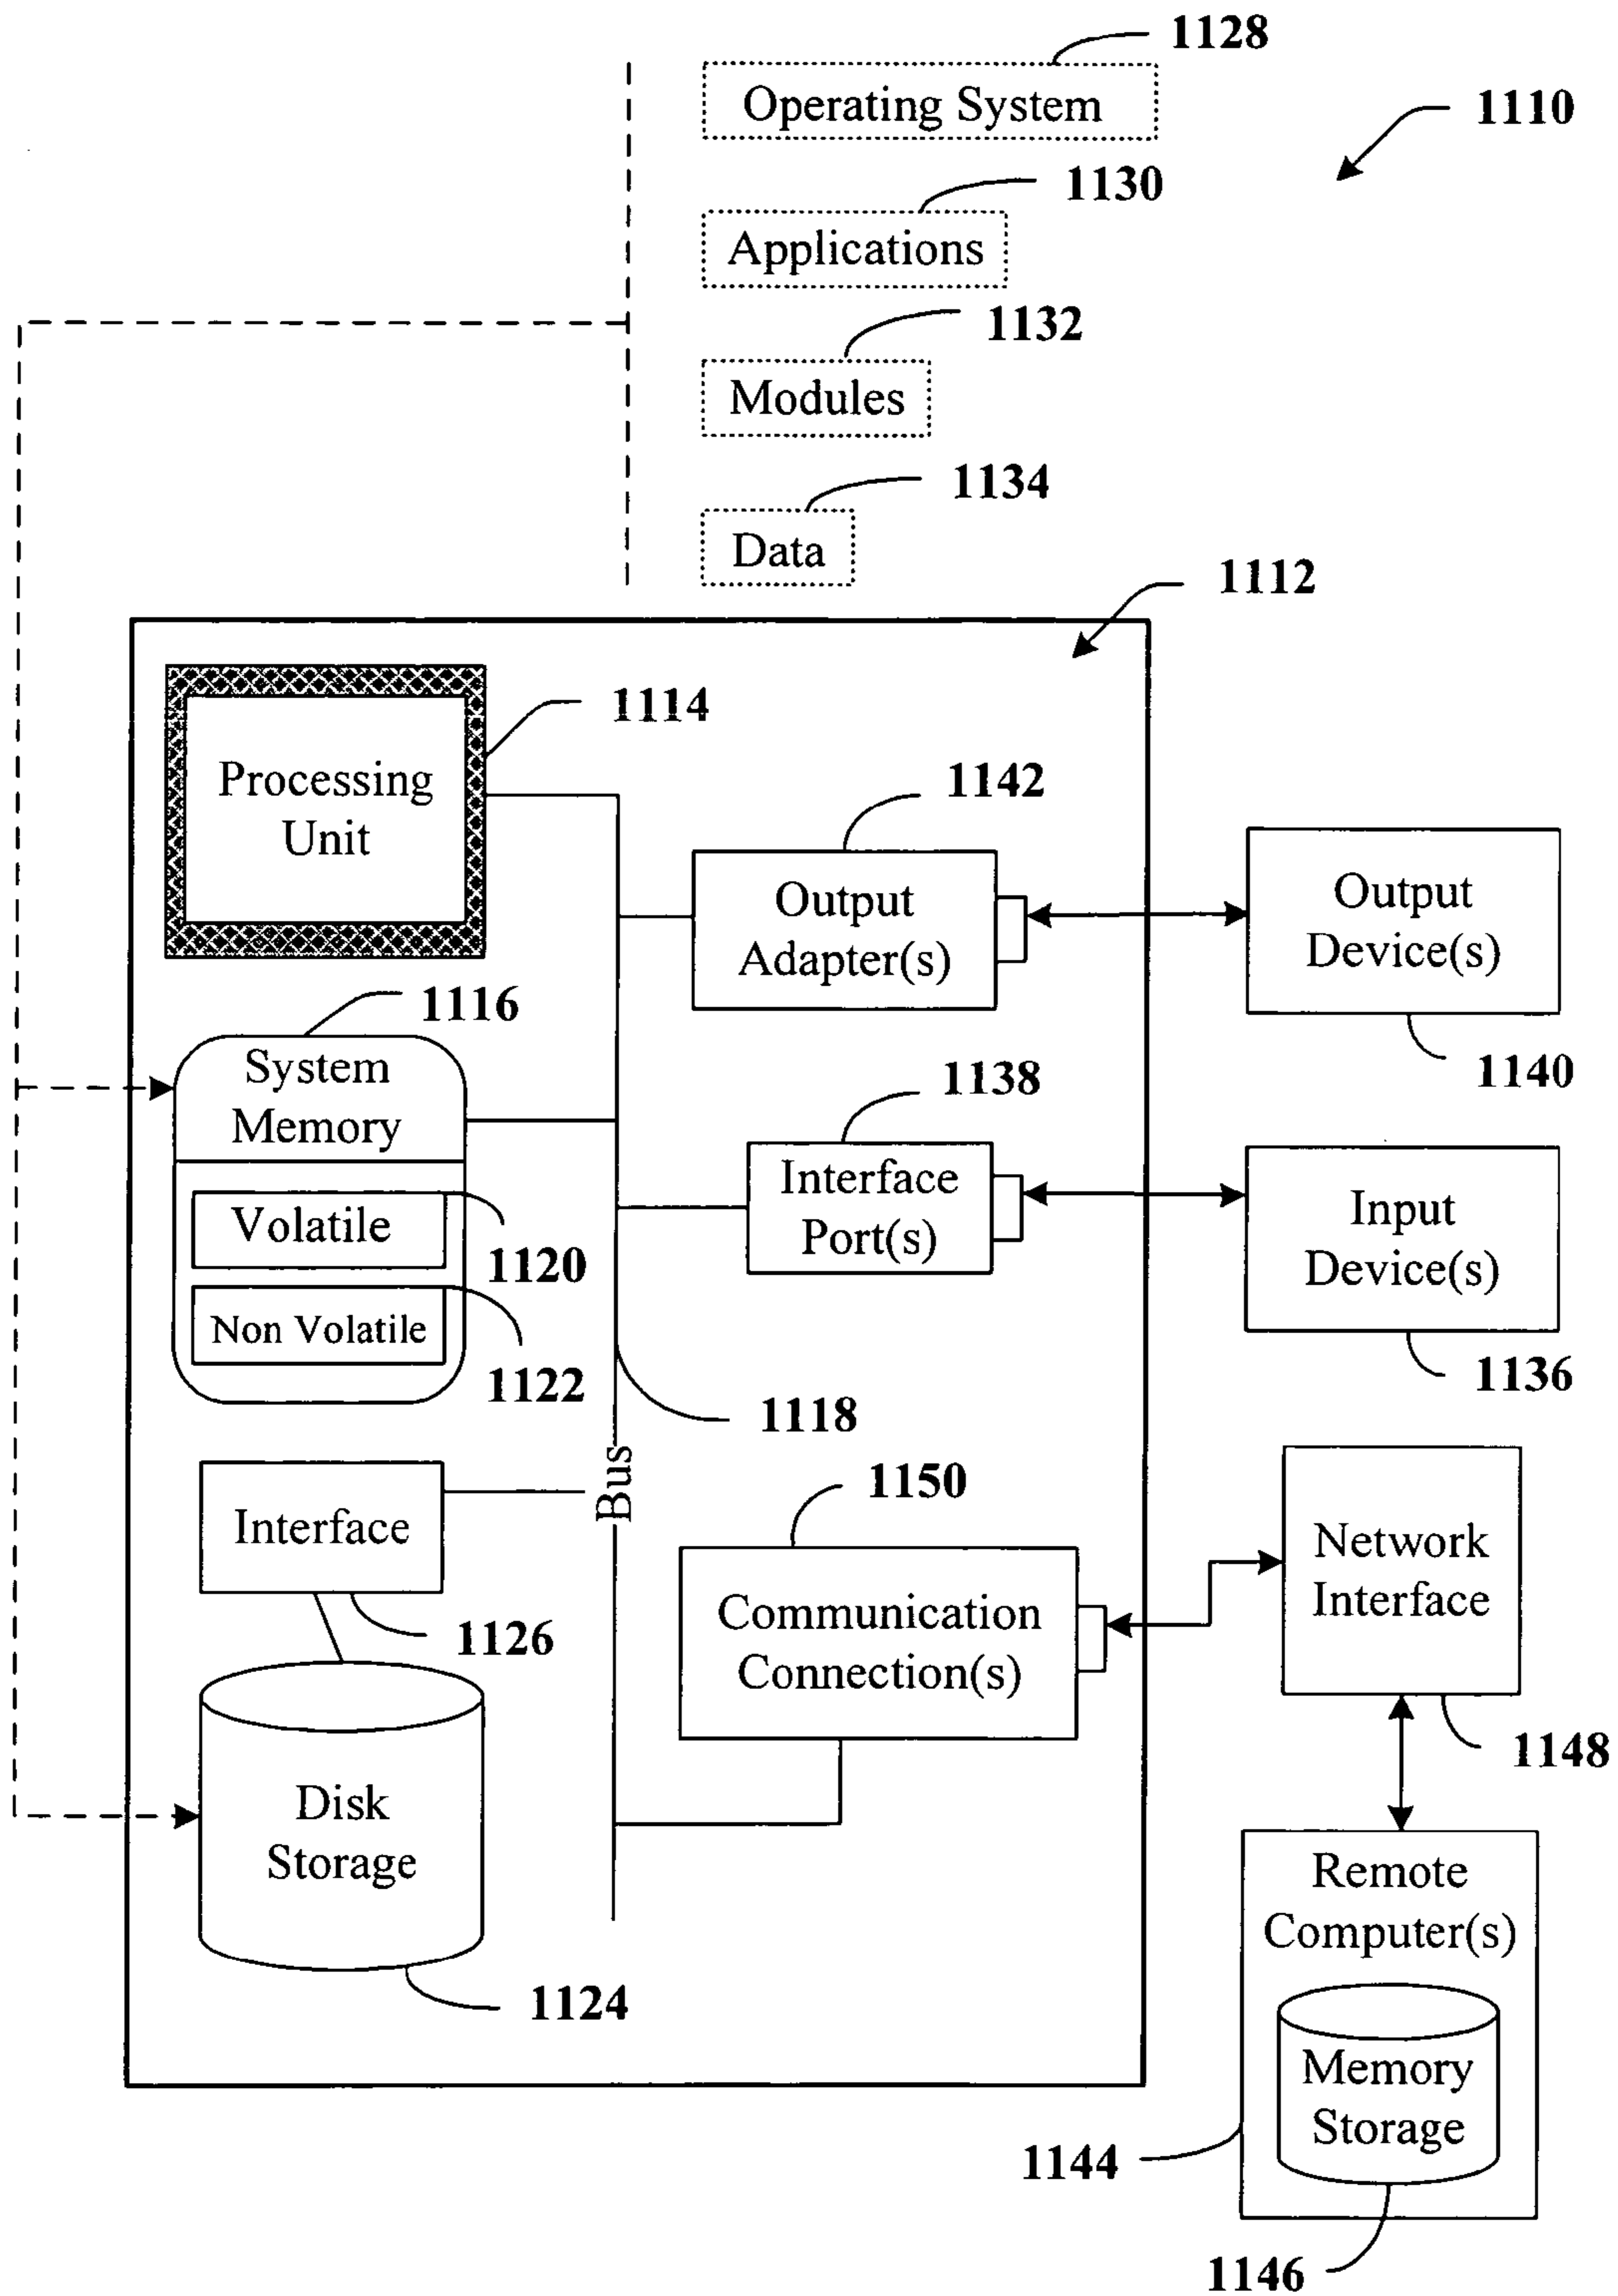 1128
Operating System
1110
1130
Applications
1132
Modules
1134
Data
1112
1114
Processing
Unit
1142
Output
Adapter(s)
Output
Device(s)
1140
1116
System
Memory
1138
Interface
Port(s)
Input
Device(s)
1136
Volatile
1120
Non Volatile
1122
1118
Bus
1150
Interface
1126
Communication
Connection(s)
Network
Interface
1148
Disk
Storage
1124
Remote
Computer(s)
Memory
Storage
1144
1146